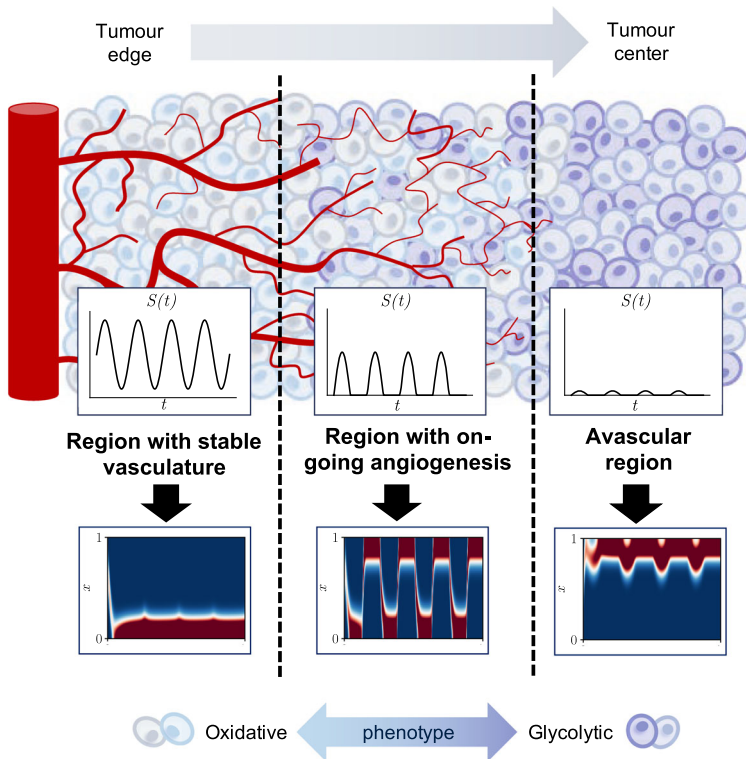 Tumour
edge
Tumour
center
S(t)
t
S(t)
t
S(t)
t
Region with stable
vasculature
Region with on-
going angiogenesis
Avascular
region
1
x
0
1
x
0
1
x
0
Oxidative
phenotype
Glycolytic